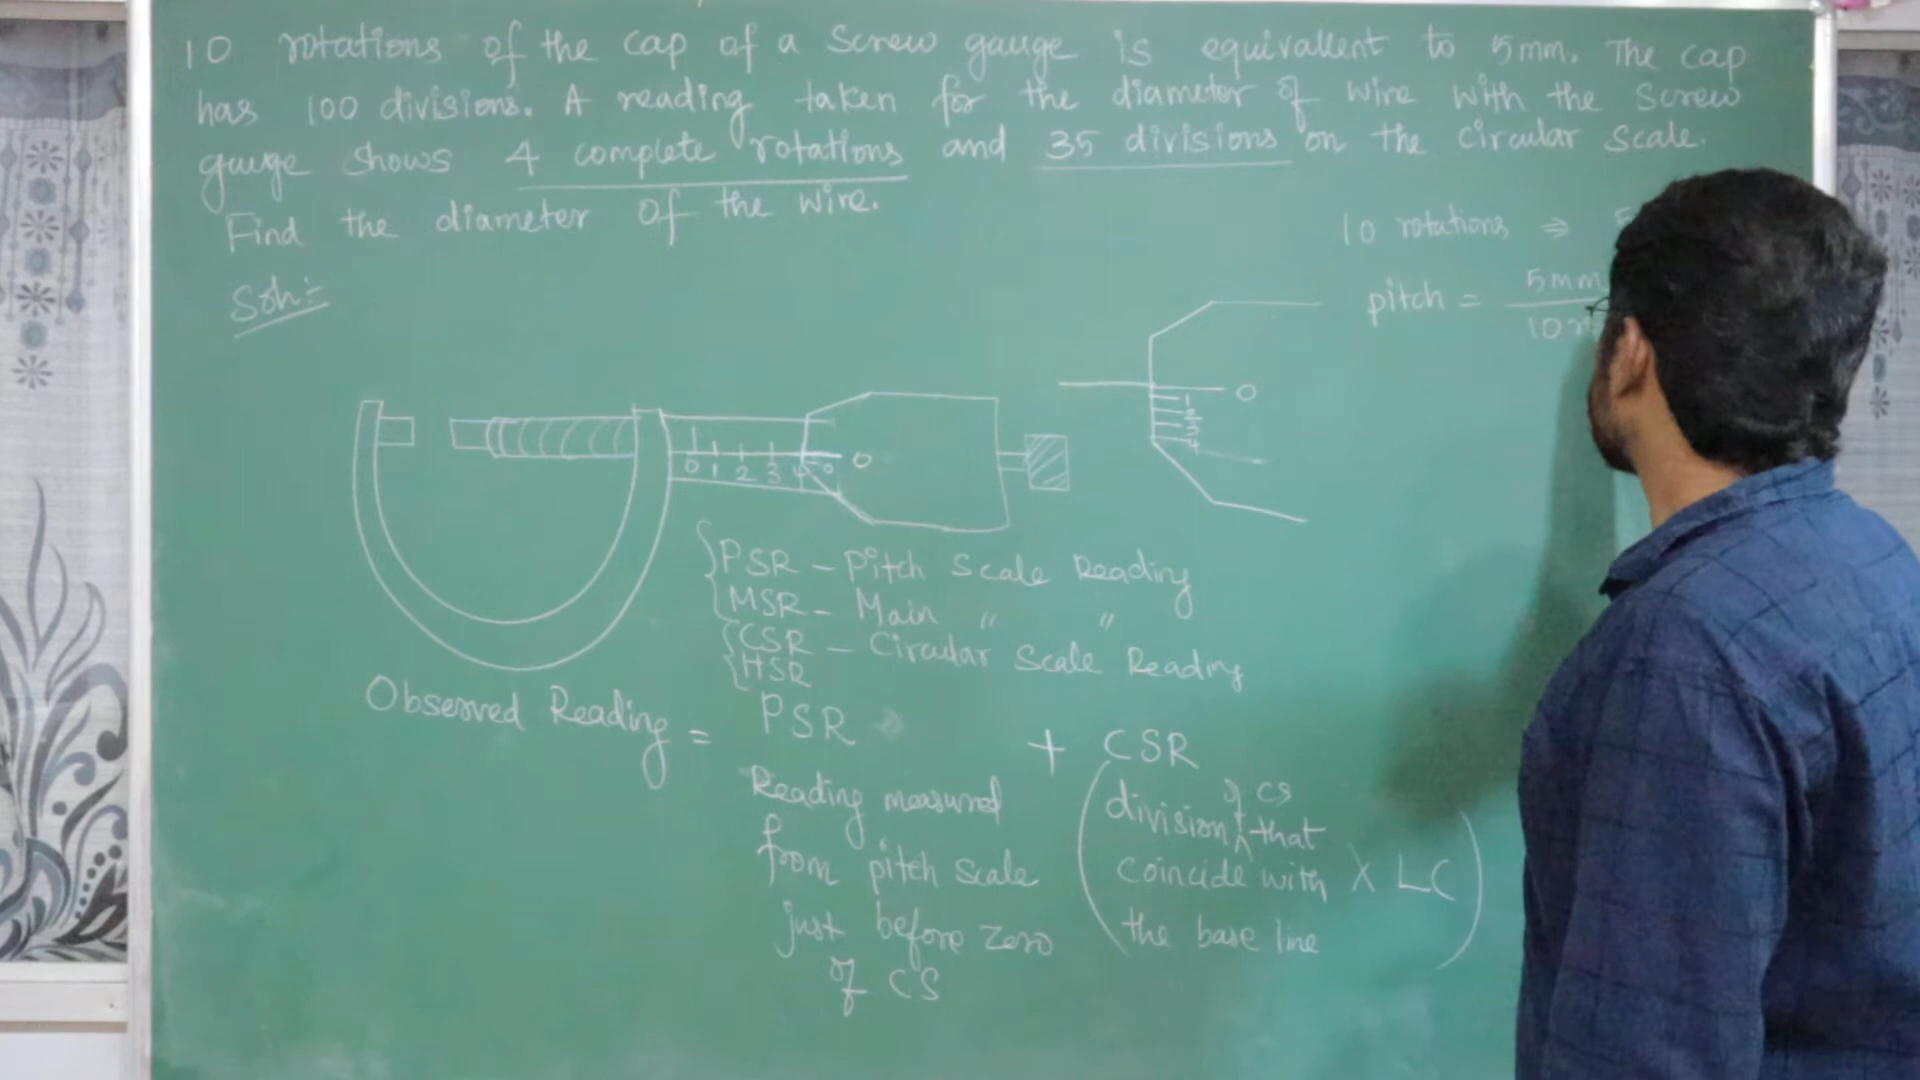 10 rotations of the cap of a screw gauge is equivallent to 5mm. The cap
has 100 divisions. A reading taken for the diameter of wire with the screw
gauge shows 4 complete rotations and 35 divisions on the circular scale.
Find the diameter of the wire.
10 rotations ⇒
Soln:-
pitch = 5mm
10
0
1
2
3
4
0 1 2 3 4
0
PSR - Pitch Scale Reading
MSR - Main " "
CSR - Circular Scale Reading
HSR
Observed Reading = PSR + CSR
Reading measured
from pitch scale
just before zero
of CS
(division of CS that
coincide with
the base line X LC)